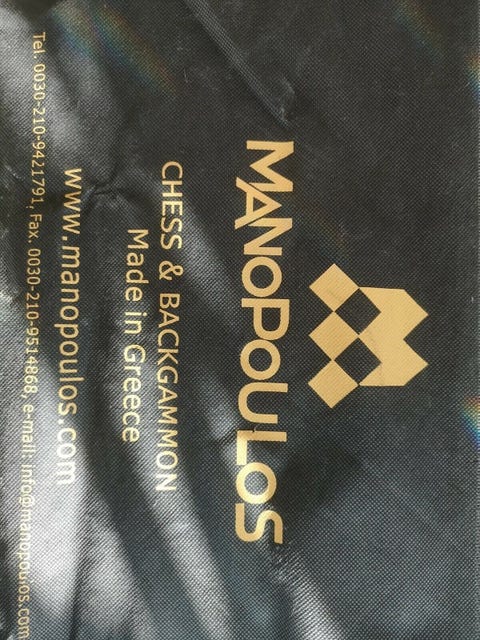 MANOPOULOS
CHESS & BACKGAMMON
Made in Greece
www.manopoulos.com
Tel. 0030-210-9421791, Fax. 0030-210-9514868, e-mail: info@manopoulos.com